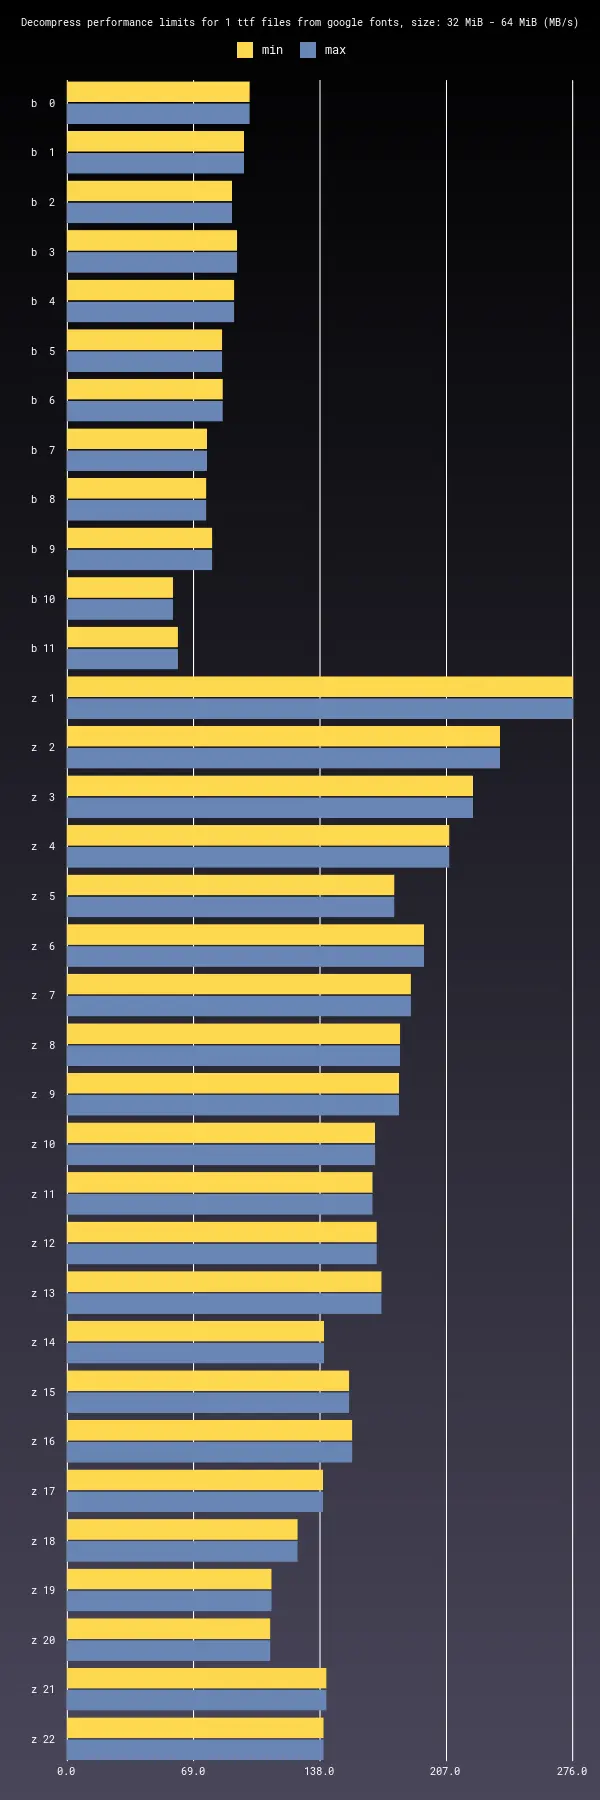 Decompress performance limits for 1 ttf files from google fonts, size: 32 MiB - 64 MiB (MB/s)
min max
b 0
b 1
b 2
b 3
b 4
b 5
b 6
b 7
b 8
b 9
b 10
b 11
z 1
z 2
z 3
z 4
z 5
z 6
z 7
z 8
z 9
z 10
z 11
z 12
z 13
z 14
z 15
z 16
z 17
z 18
z 19
z 20
z 21
z 22
0.0 69.0 138.0 207.0 276.0